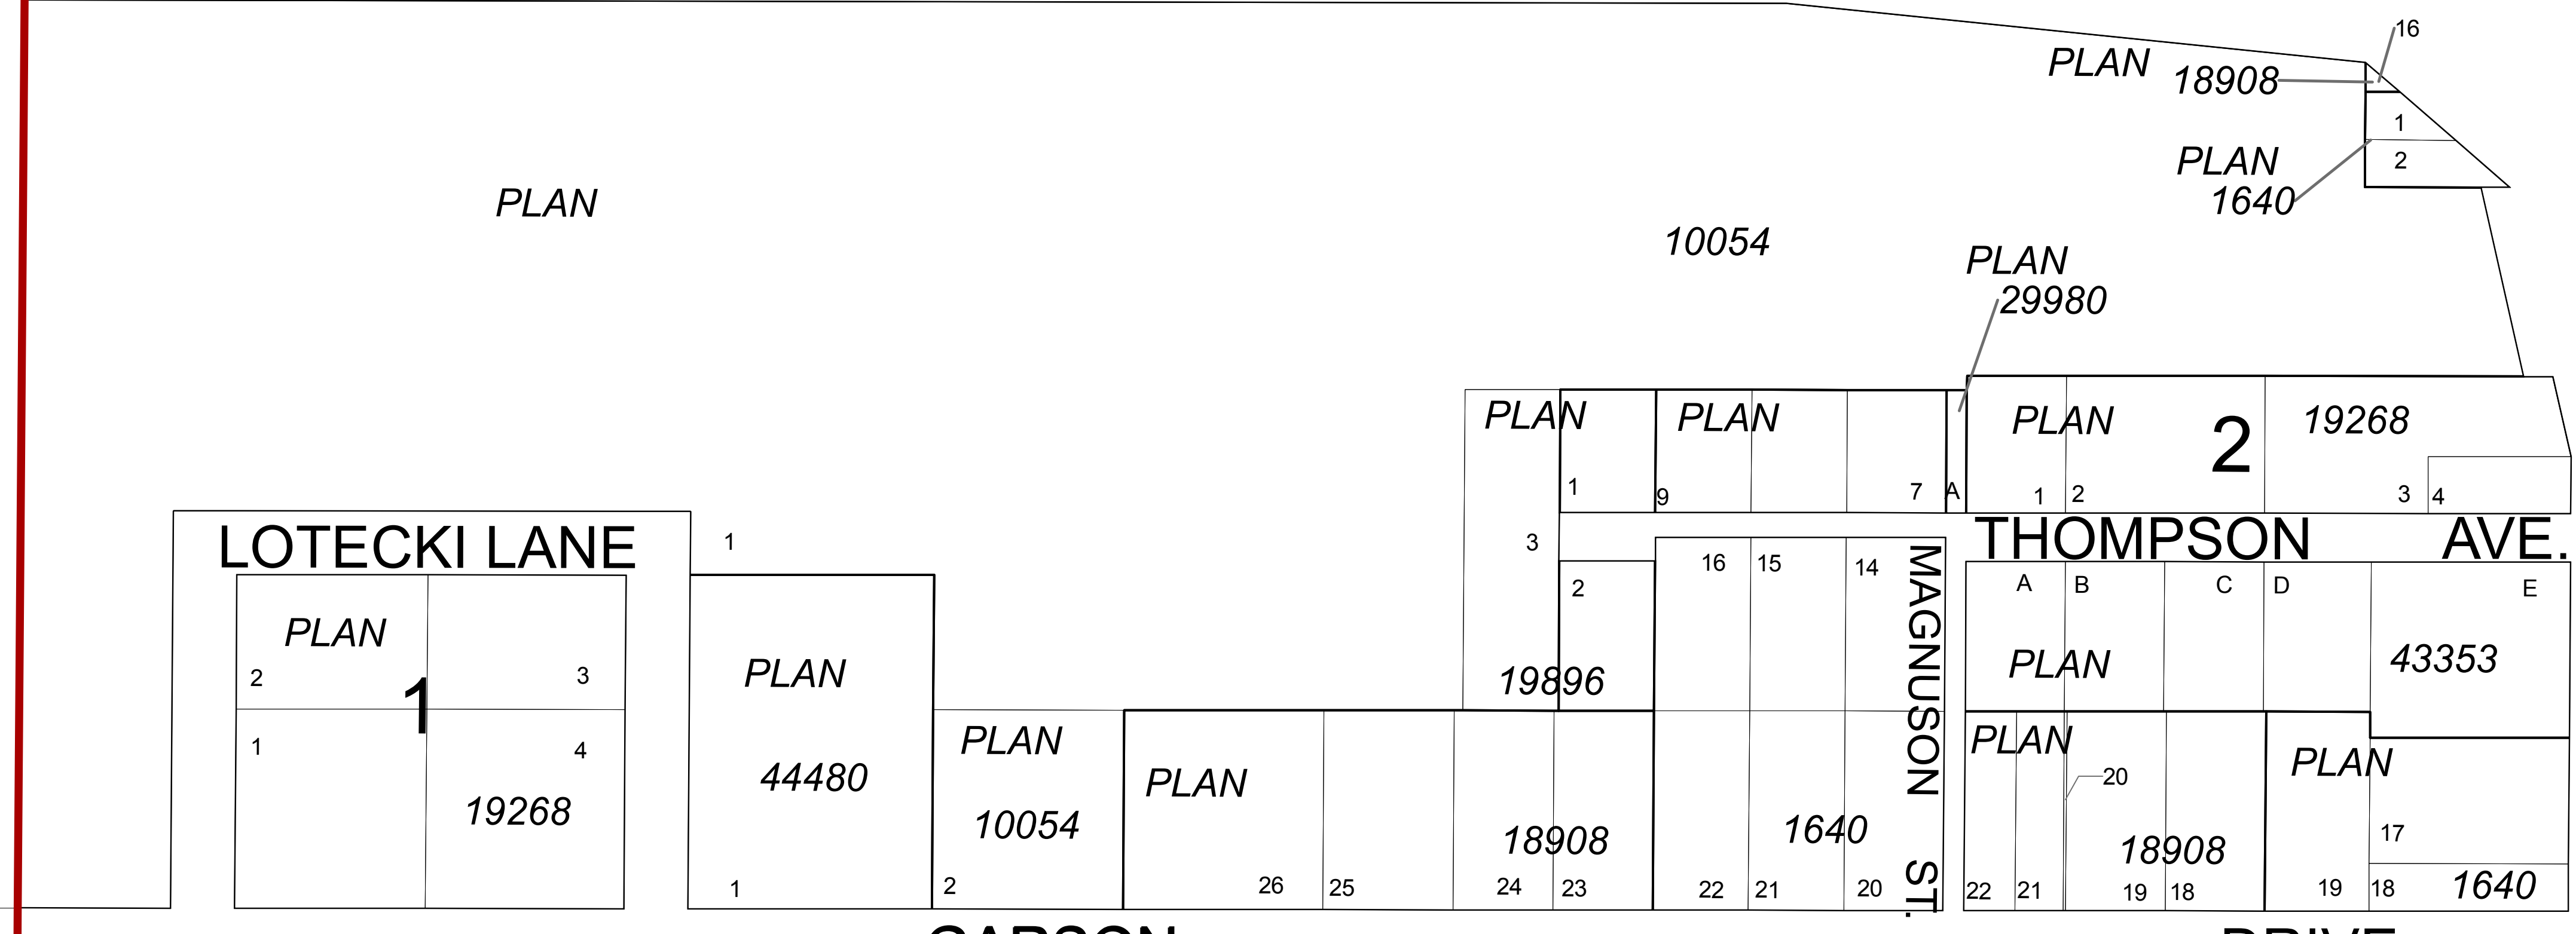 16
PLAN
18908
1
PLAN
2
1640
PLAN
10054
PLAN
29980
PLAN
PLAN
PLAN
2
19268
1
9
7
A
1
2
3
4
LOTECKI LANE
1
3
THOMPSON AVE.
2
16
15
14
MAGNUSON ST.
A
B
C
D
E
PLAN
2
3
1
1
4
19268
PLAN
44480
1
19896
PLAN
43353
PLAN
10054
2
PLAN
18908
26
25
24
23
1640
22
21
20
PLAN
20
18908
22
21
19
18
PLAN
17
19
18
1640
CARSON DRIVE